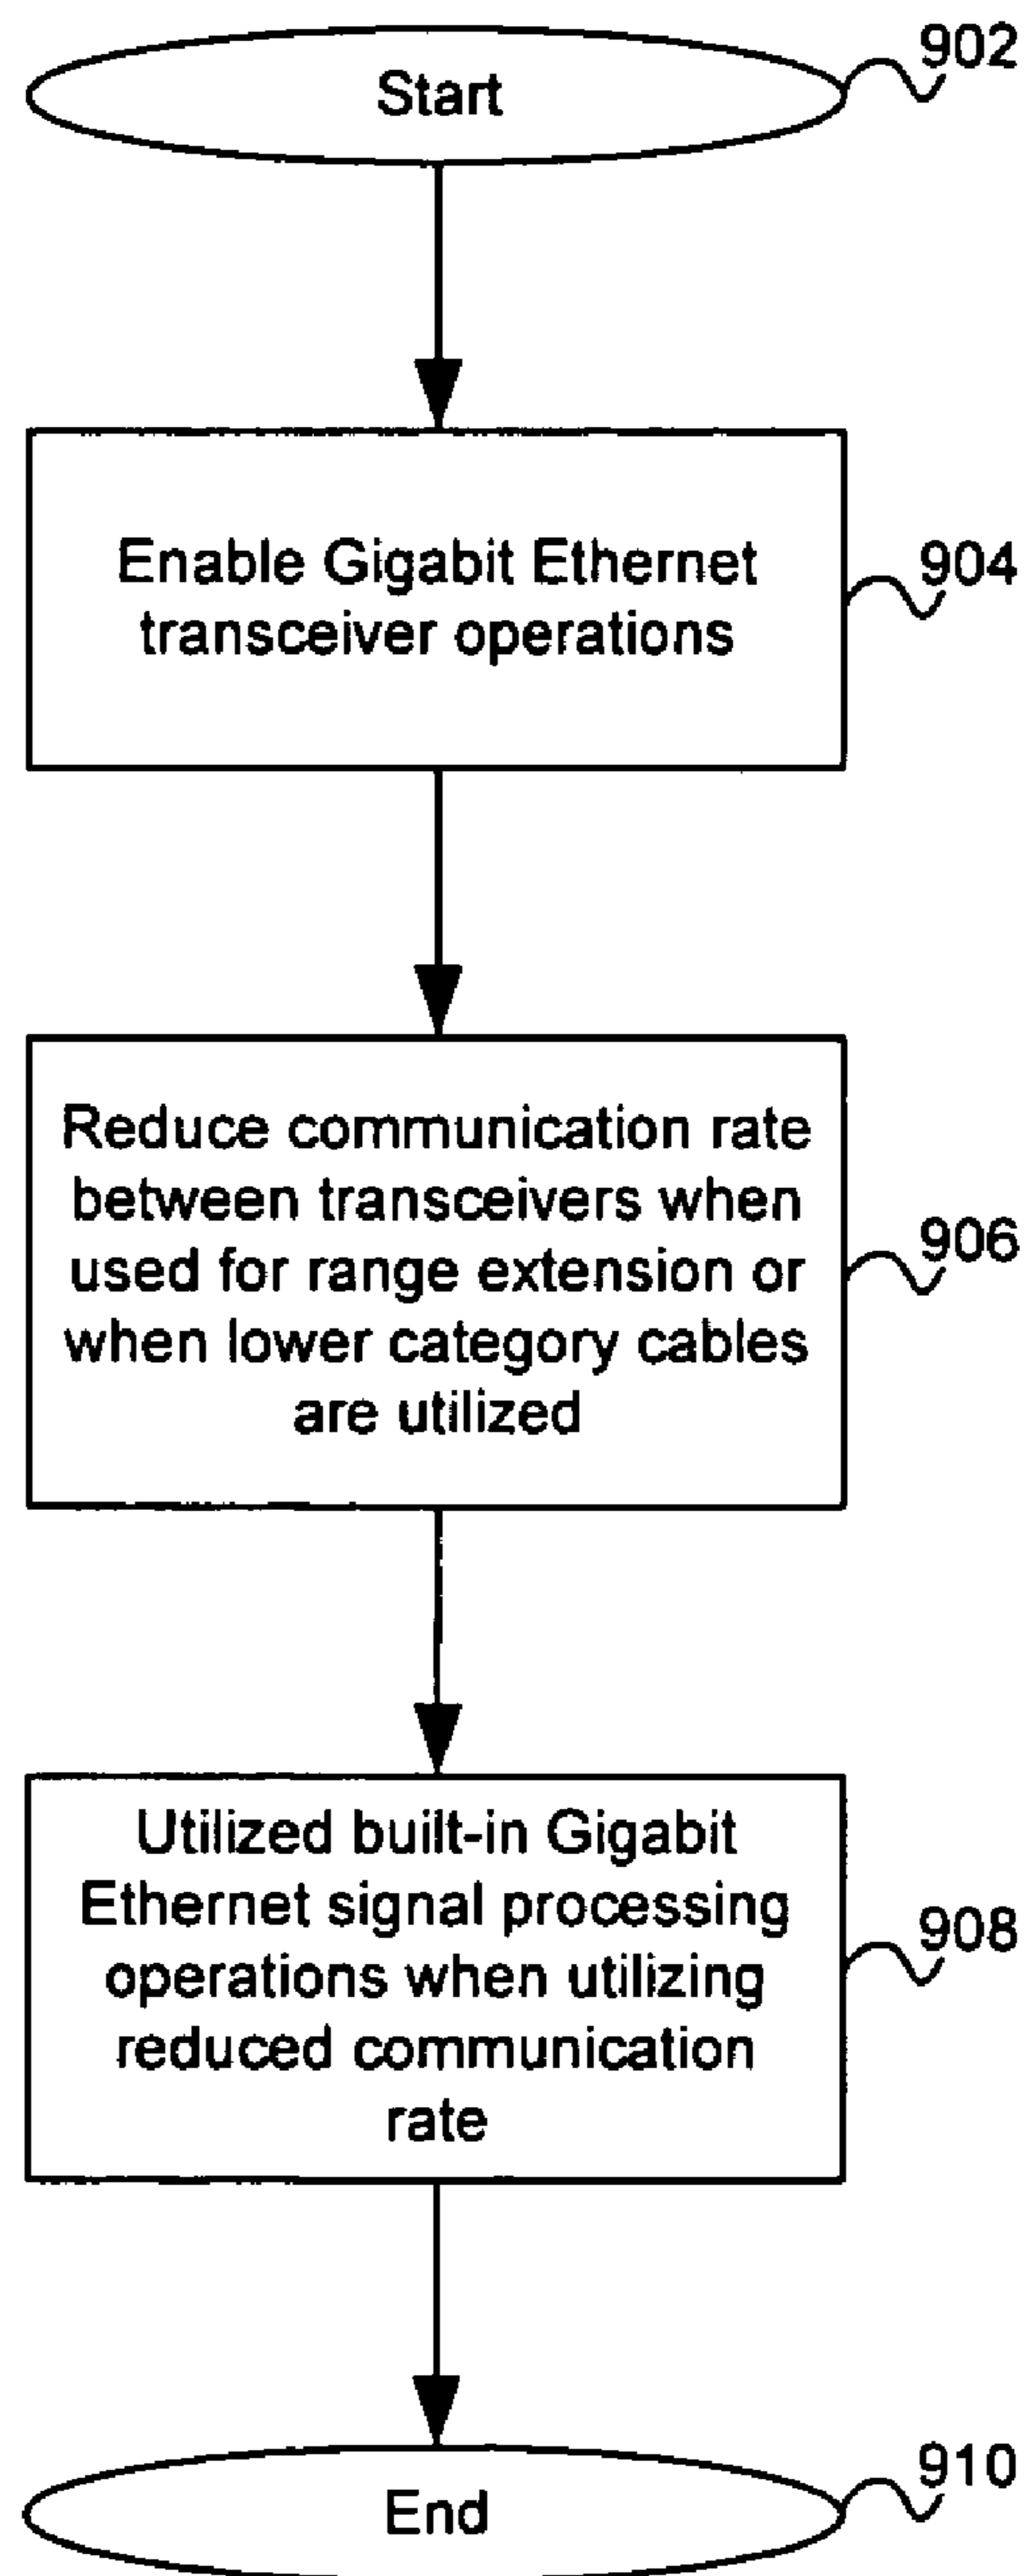 Start
902
Enable Gigabit Ethernet
transceiver operations
904
Reduce communication rate
between transceivers when
used for range extension or
when lower category cables
are utilized
906
Utilized built-in Gigabit
Ethernet signal processing
operations when utilizing
reduced communication
rate
908
End
910